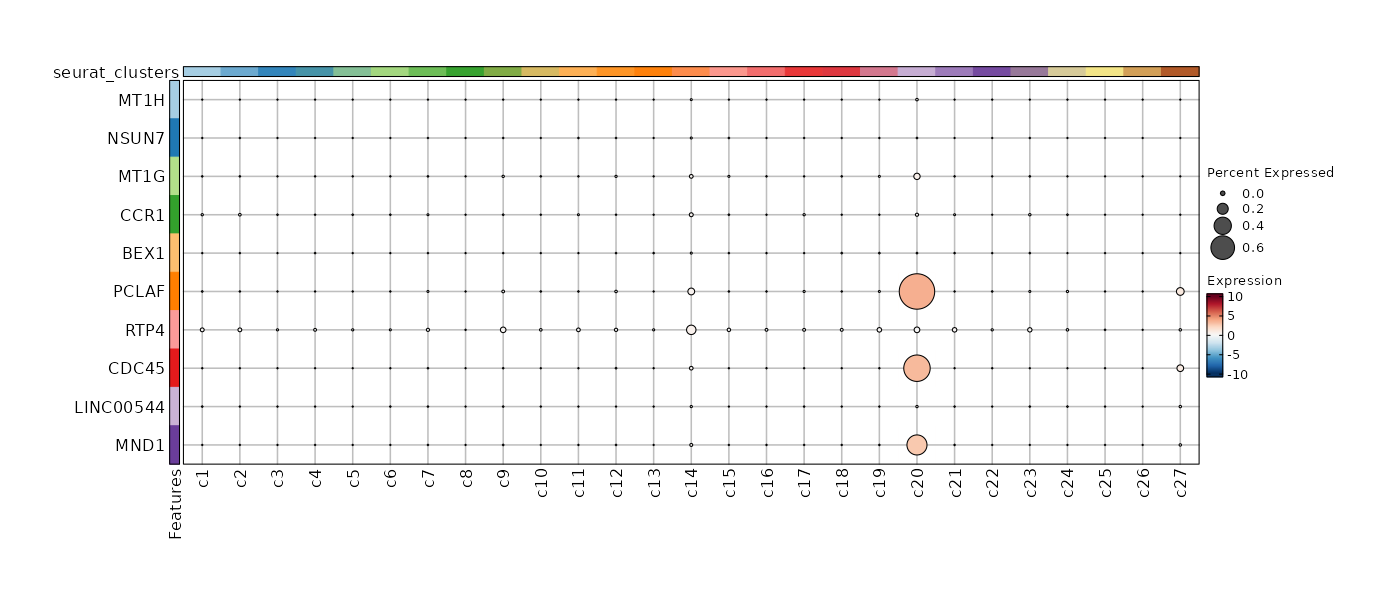 seurat_clusters
MT1H
NSUN7
MT1G
CCR1
BEX1
PCLAF
RTP4
CDC45
LINC00544
MND1
Features
c1 c2 c3 c4 c5 c6 c7 c8 c9 c10 c11 c12 c13 c14 c15 c16 c17 c18 c19 c20 c21 c22 c23 c24 c25 c26 c27
Percent Expressed
0.0
0.2
0.4
0.6
Expression
10
5
0
-5
-10